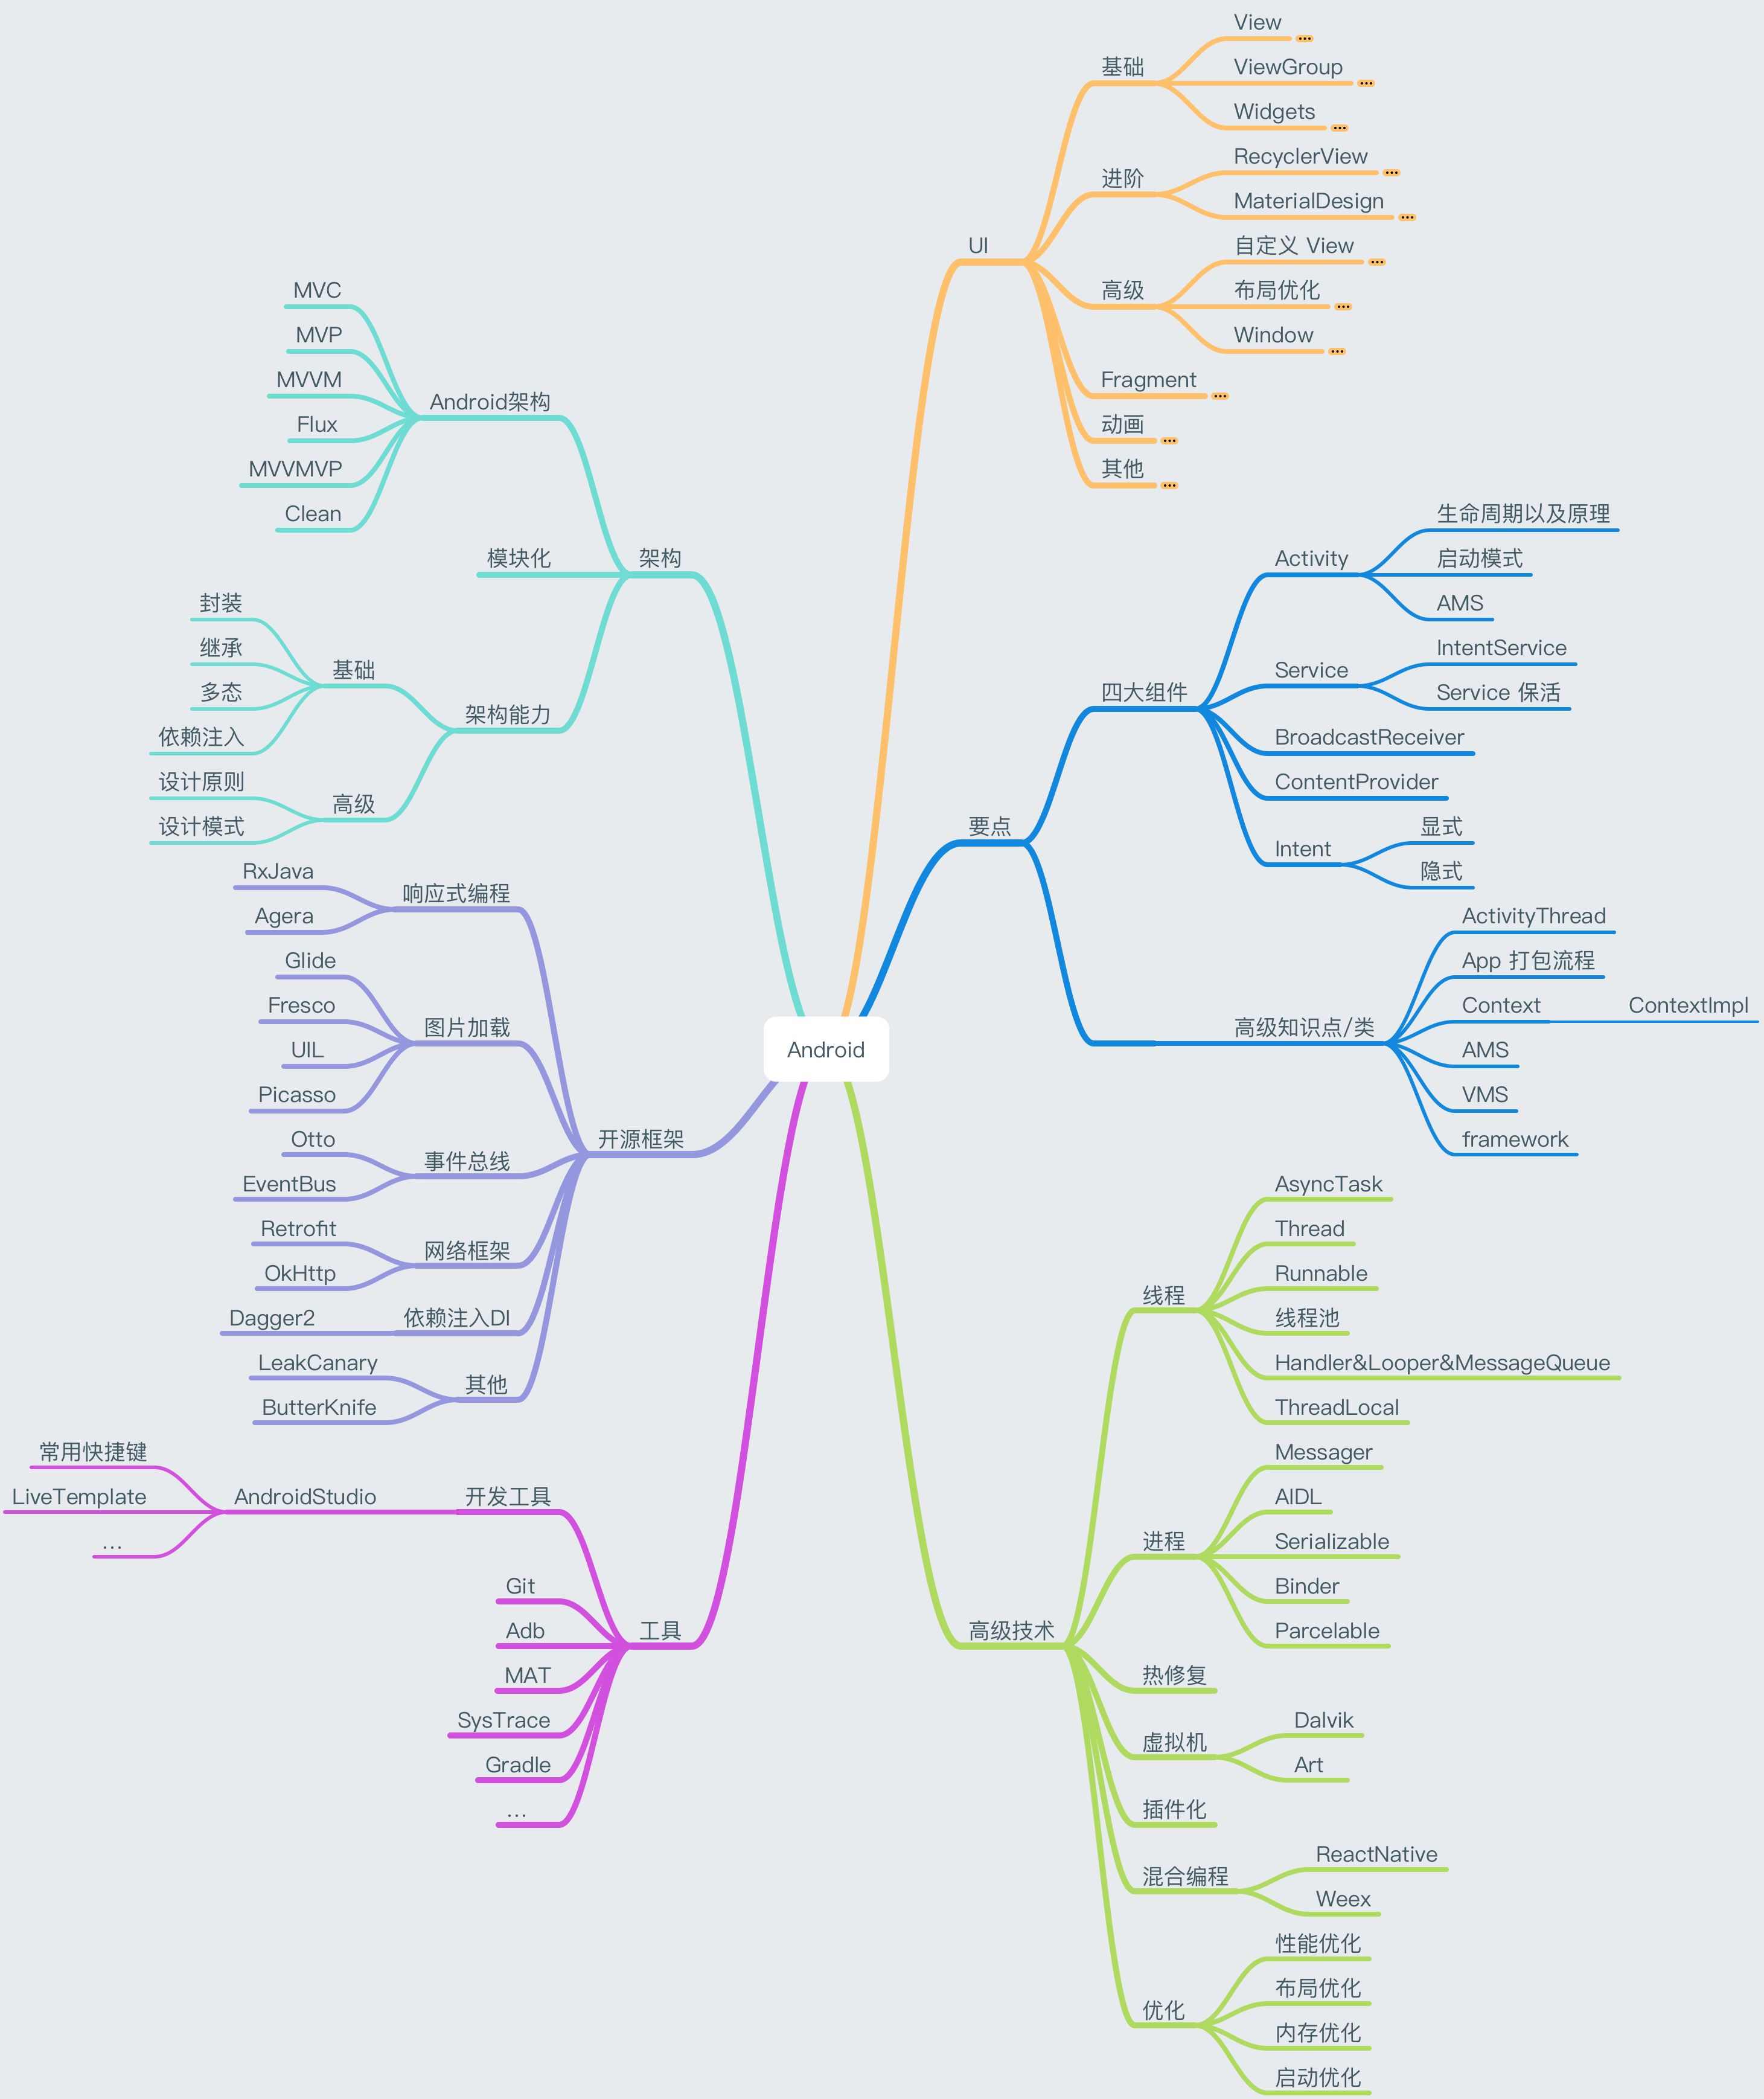 Android
UI
基础
View
ViewGroup
Widgets
进阶
RecyclerView
MaterialDesign
高级
自定义 View
布局优化
Window
Fragment
动画
其他
要点
四大组件
Activity
生命周期以及原理
启动模式
AMS
Service
IntentService
Service 保活
BroadcastReceiver
ContentProvider
Intent
显式
隐式
高级知识点/类
ActivityThread
App 打包流程
Context
ContextImpl
AMS
VMS
framework
高级技术
线程
AsyncTask
Thread
Runnable
线程池
Handler&Looper&MessageQueue
ThreadLocal
进程
Messager
AIDL
Serializable
Binder
Parcelable
热修复
虚拟机
Dalvik
Art
插件化
混合编程
ReactNative
Weex
优化
性能优化
布局优化
内存优化
启动优化
架构
Android架构
MVC
MVP
MVVM
Flux
MVVMVP
Clean
模块化
架构能力
基础
封装
继承
多态
依赖注入
高级
设计原则
设计模式
开源框架
响应式编程
RxJava
Agera
图片加载
Glide
Fresco
UIL
Picasso
事件总线
Otto
EventBus
网络框架
Retrofit
OkHttp
依赖注入DI
Dagger2
其他
LeakCanary
ButterKnife
工具
开发工具
AndroidStudio
常用快捷键
LiveTemplate
...
Git
Adb
MAT
SysTrace
Gradle
...